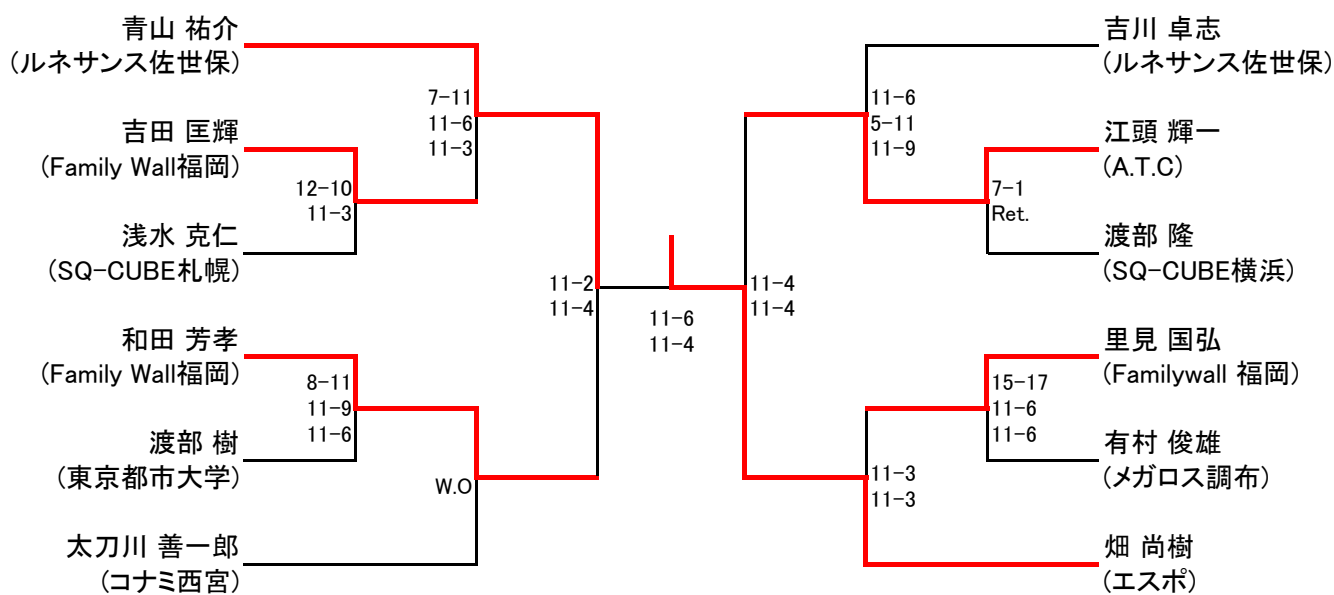 青山 祐介
(ルネサンス佐世保)
7-11
11-6
11-3
吉田 匡輝
(Family Wall福岡)
12-10
11-3
浅水 克仁
(SQ-CUBE札幌)
11-2
11-4
和田 芳孝
(Family Wall福岡)
8-11
11-9
11-6
渡部 樹
(東京都市大学)
W.O
太刀川 善一郎
(コナミ西宮)
11-6
11-4
吉川 卓志
(ルネサンス佐世保)
11-6
5-11
11-9
江頭 輝一
(A.T.C)
7-1
Ret.
渡部 隆
(SQ-CUBE横浜)
11-4
11-4
里見 国弘
(Familywall 福岡)
15-17
11-6
11-6
有村 俊雄
(メガロス調布)
11-3
11-3
畑 尚樹
(エスポ)